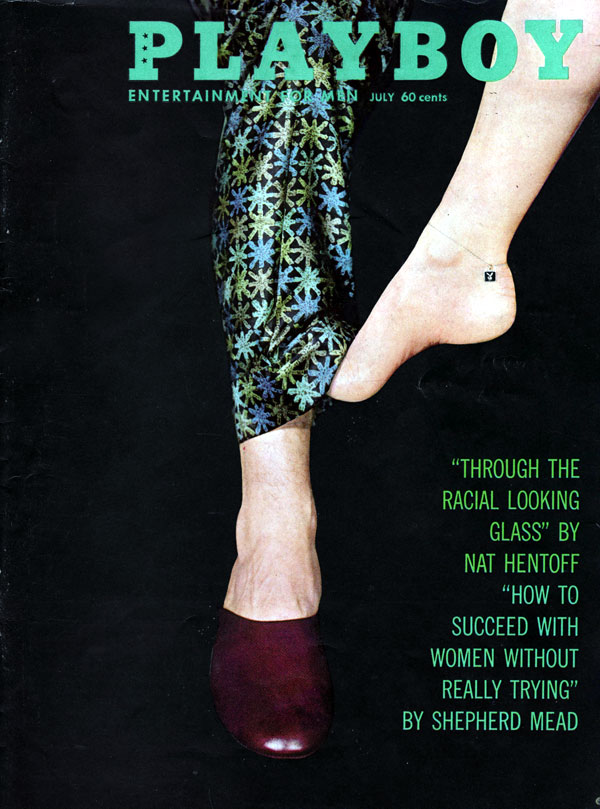 PLAYBOY
ENTERTAINMENT FOR MEN JULY 60 cents
“THROUGH THE
RACIAL LOOKING
GLASS” BY
NAT HENTOFF
“HOW TO
SUCCEED WITH
WOMEN WITHOUT
REALLY TRYING”
BY SHEPHERD MEAD